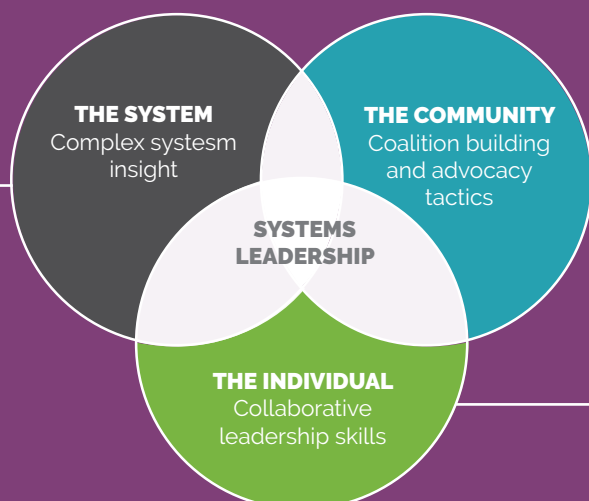 THE SYSTEM
Complex systesm
insight
THE COMMUNITY
Coalition building
and advocacy
tactics
SYSTEMS
LEADERSHIP
THE INDIVIDUAL
Collaborative
leadership skills